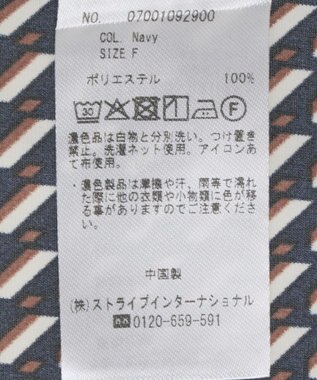 NO. 07001092900
COL. Navy
SIZE F
ポリエステル 100%
30
F
濃色品は白物と分別洗い。つけ置き
禁止。洗濯ネット使用。アイロンあ
て布使用。
・濃色製品は摩擦や汗、雨等で濡れ
た際に他の衣類や小物類に色が移
る事がありますのでご注意くださ
い。
中国製
(株)ストライプインターナショナル
0120-659-591